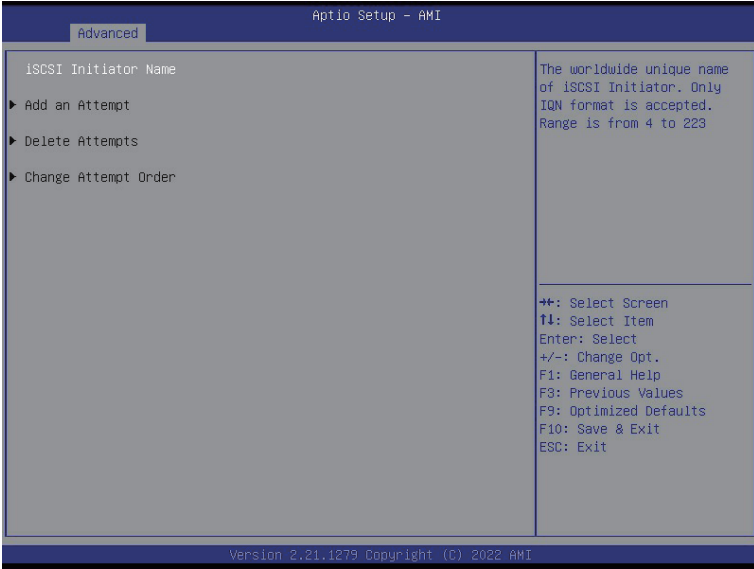 Aptio Setup – AMI
Advanced
iSCSI Initiator Name
▶ Add an Attempt
▶ Delete Attempts
▶ Change Attempt Order
The worldwide unique name
of iSCSI Initiator. Only
IQN format is accepted.
Range is from 4 to 223
→←: Select Screen
↑↓: Select Item
Enter: Select
+/-: Change Opt.
F1: General Help
F3: Previous Values
F9: Optimized Defaults
F10: Save & Exit
ESC: Exit
Version 2.21.1279 Copyright (C) 2022 AMI